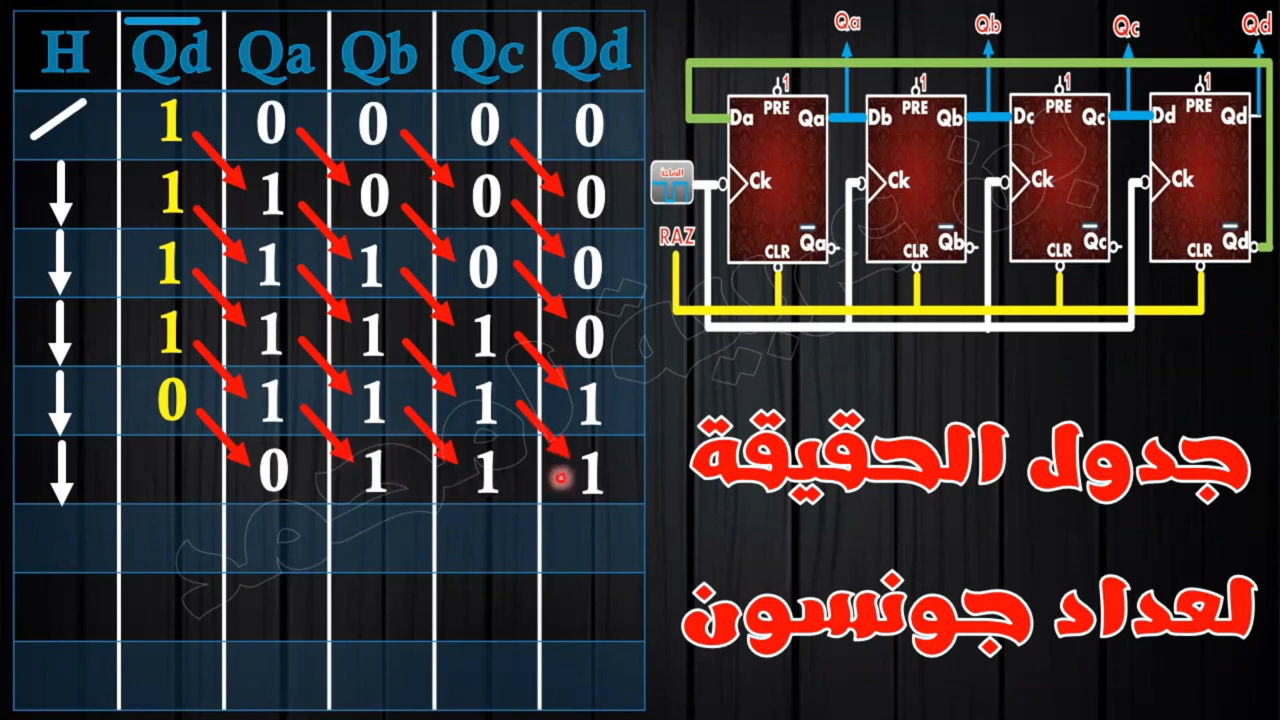 H Qd Qa Qb Qc Qd
1 0 0 0 0
1 1 0 0 0
1 1 1 0 0
1 1 1 1 0
0 1 1 1 1
0 1 1 1
Qa Qb Qc Qd
1 1 1 1
PRE PRE PRE PRE
Da Qa Db Qb Dc Qc Dd Qd
الساعة
Ck Ck Ck Ck
RAZ
Qa Qb Qc Qd
CLR CLR CLR CLR
جدول الحقيقة
لعداد جونسون